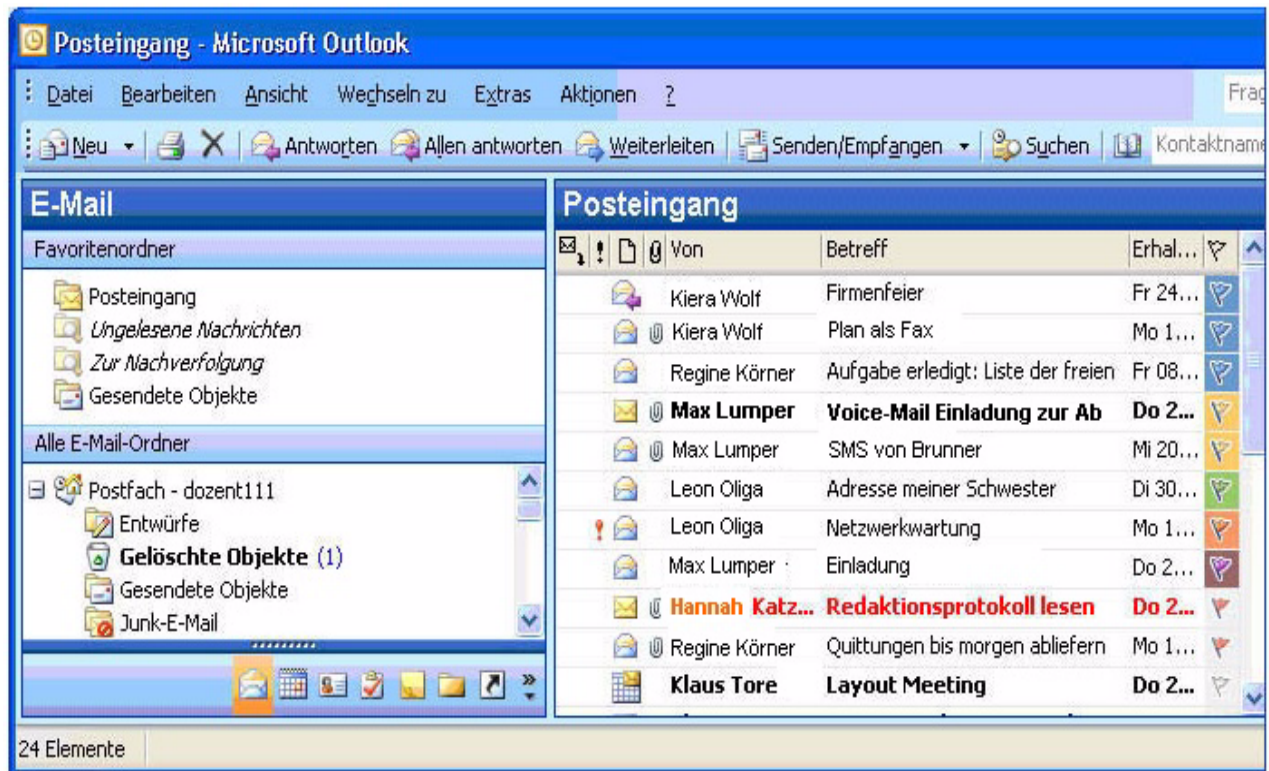 Posteingang - Microsoft Outlook
Datei Bearbeiten Ansicht Wechseln zu Extras Aktionen ? Frag
Neu Antworten Allen antworten Weiterleiten Senden/Empfangen Suchen Kontaktname
E-Mail
Favoritenordner
Posteingang
Ungelesene Nachrichten
Zur Nachverfolgung
Gesendete Objekte
Alle E-Mail-Ordner
Postfach - dozent111
Entwürfe
Gelöschte Objekte (1)
Gesendete Objekte
Junk-E-Mail
Posteingang
! Von Betreff Erhal...
Kiera Wolf Firmenfeier Fr 24...
Kiera Wolf Plan als Fax Mo 1...
Regine Körner Aufgabe erledigt: Liste der freien Fr 08...
Max Lumper Voice-Mail Einladung zur Ab Do 2...
Max Lumper SMS von Brunner Mi 20...
Leon Oliga Adresse meiner Schwester Di 30...
! Leon Oliga Netzwerkwartung Mo 1...
Max Lumper Einladung Do 2...
Hannah Katz... Redaktionsprotokoll lesen Do 2...
Regine Körner Quittungen bis morgen abliefern Mo 1...
Klaus Tore Layout Meeting Do 2...
24 Elemente